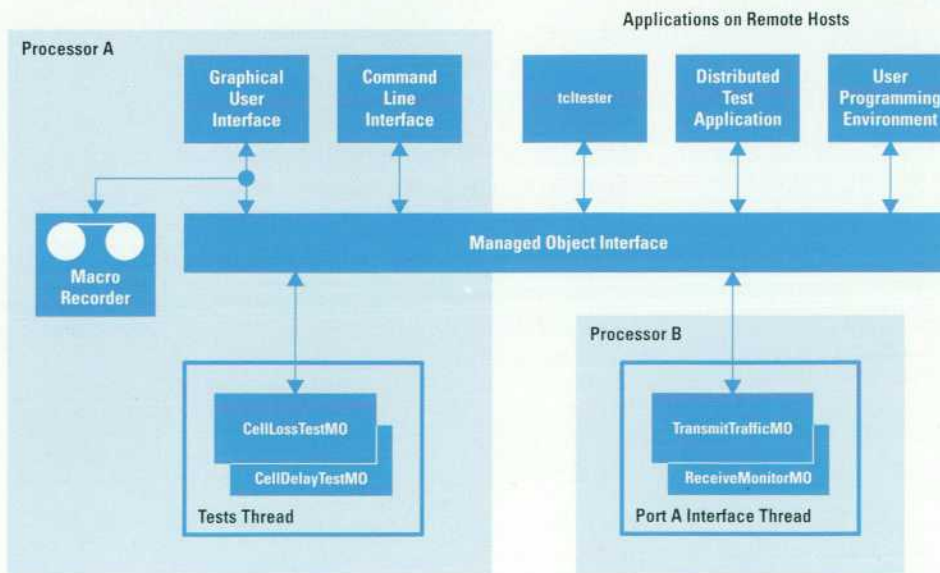 Applications on Remote Hosts
Processor A
Graphical
User
Interface
Command
Line
Interface
tcltester
Distributed
Test
Application
User
Programming
Environment
Managed Object Interface
Macro
Recorder
Processor B
CellLossTestMO
CellDelayTestMO
Tests Thread
TransmitTrafficMO
ReceiveMonitorMO
Port A Interface Thread